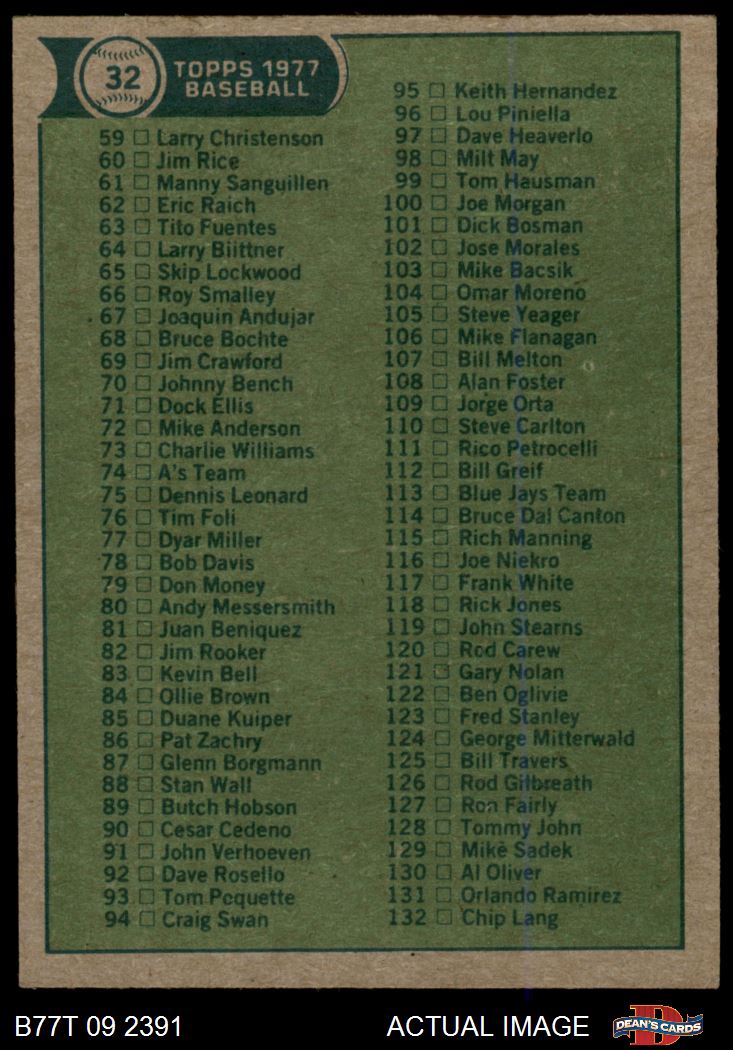 32
TOPPS 1977
BASEBALL
59 Larry Christenson
60 Jim Rice
61 Manny Sanguillen
62 Eric Raich
63 Tito Fuentes
64 Larry Biittner
65 Skip Lockwood
66 Roy Smalley
67 Joaquin Andujar
68 Bruce Bochte
69 Jim Crawford
70 Johnny Bench
71 Dock Ellis
72 Mike Anderson
73 Charlie Williams
74 A's Team
75 Dennis Leonard
76 Tim Foli
77 Dyar Miller
78 Bob Davis
79 Don Money
80 Andy Messersmith
81 Juan Beniquez
82 Jim Rooker
83 Kevin Bell
84 Ollie Brown
85 Duane Kuiper
86 Pat Zachry
87 Glenn Borgmann
88 Stan Wall
89 Butch Hobson
90 Cesar Cedeno
91 John Verhoeven
92 Dave Rosello
93 Tom Poquette
94 Craig Swan
95 Keith Hernandez
96 Lou Piniella
97 Dave Heaverlo
98 Milt May
99 Tom Hausman
100 Joe Morgan
101 Dick Bosman
102 Jose Morales
103 Mike Bacsik
104 Omar Moreno
105 Steve Yeager
106 Mike Flanagan
107 Bill Melton
108 Alan Foster
109 Jorge Orta
110 Steve Carlton
111 Rico Petrocelli
112 Bill Greif
113 Blue Jays Team
114 Bruce Dal Canton
115 Rich Manning
116 Joe Niekro
117 Frank White
118 Rick Jones
119 John Stearns
120 Rod Carew
121 Gary Nolan
122 Ben Oglivie
123 Fred Stanley
124 George Mitterwald
125 Bill Travers
126 Rod Gilbreath
127 Ron Fairly
128 Tommy John
129 Mike Sadek
130 Al Oliver
131 Orlando Ramirez
132 Chip Lang
B77T 09 2391
ACTUAL IMAGE
DEAN'S CARDS